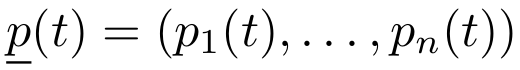 p(t) = (p₁(t), . . . , pₙ(t))